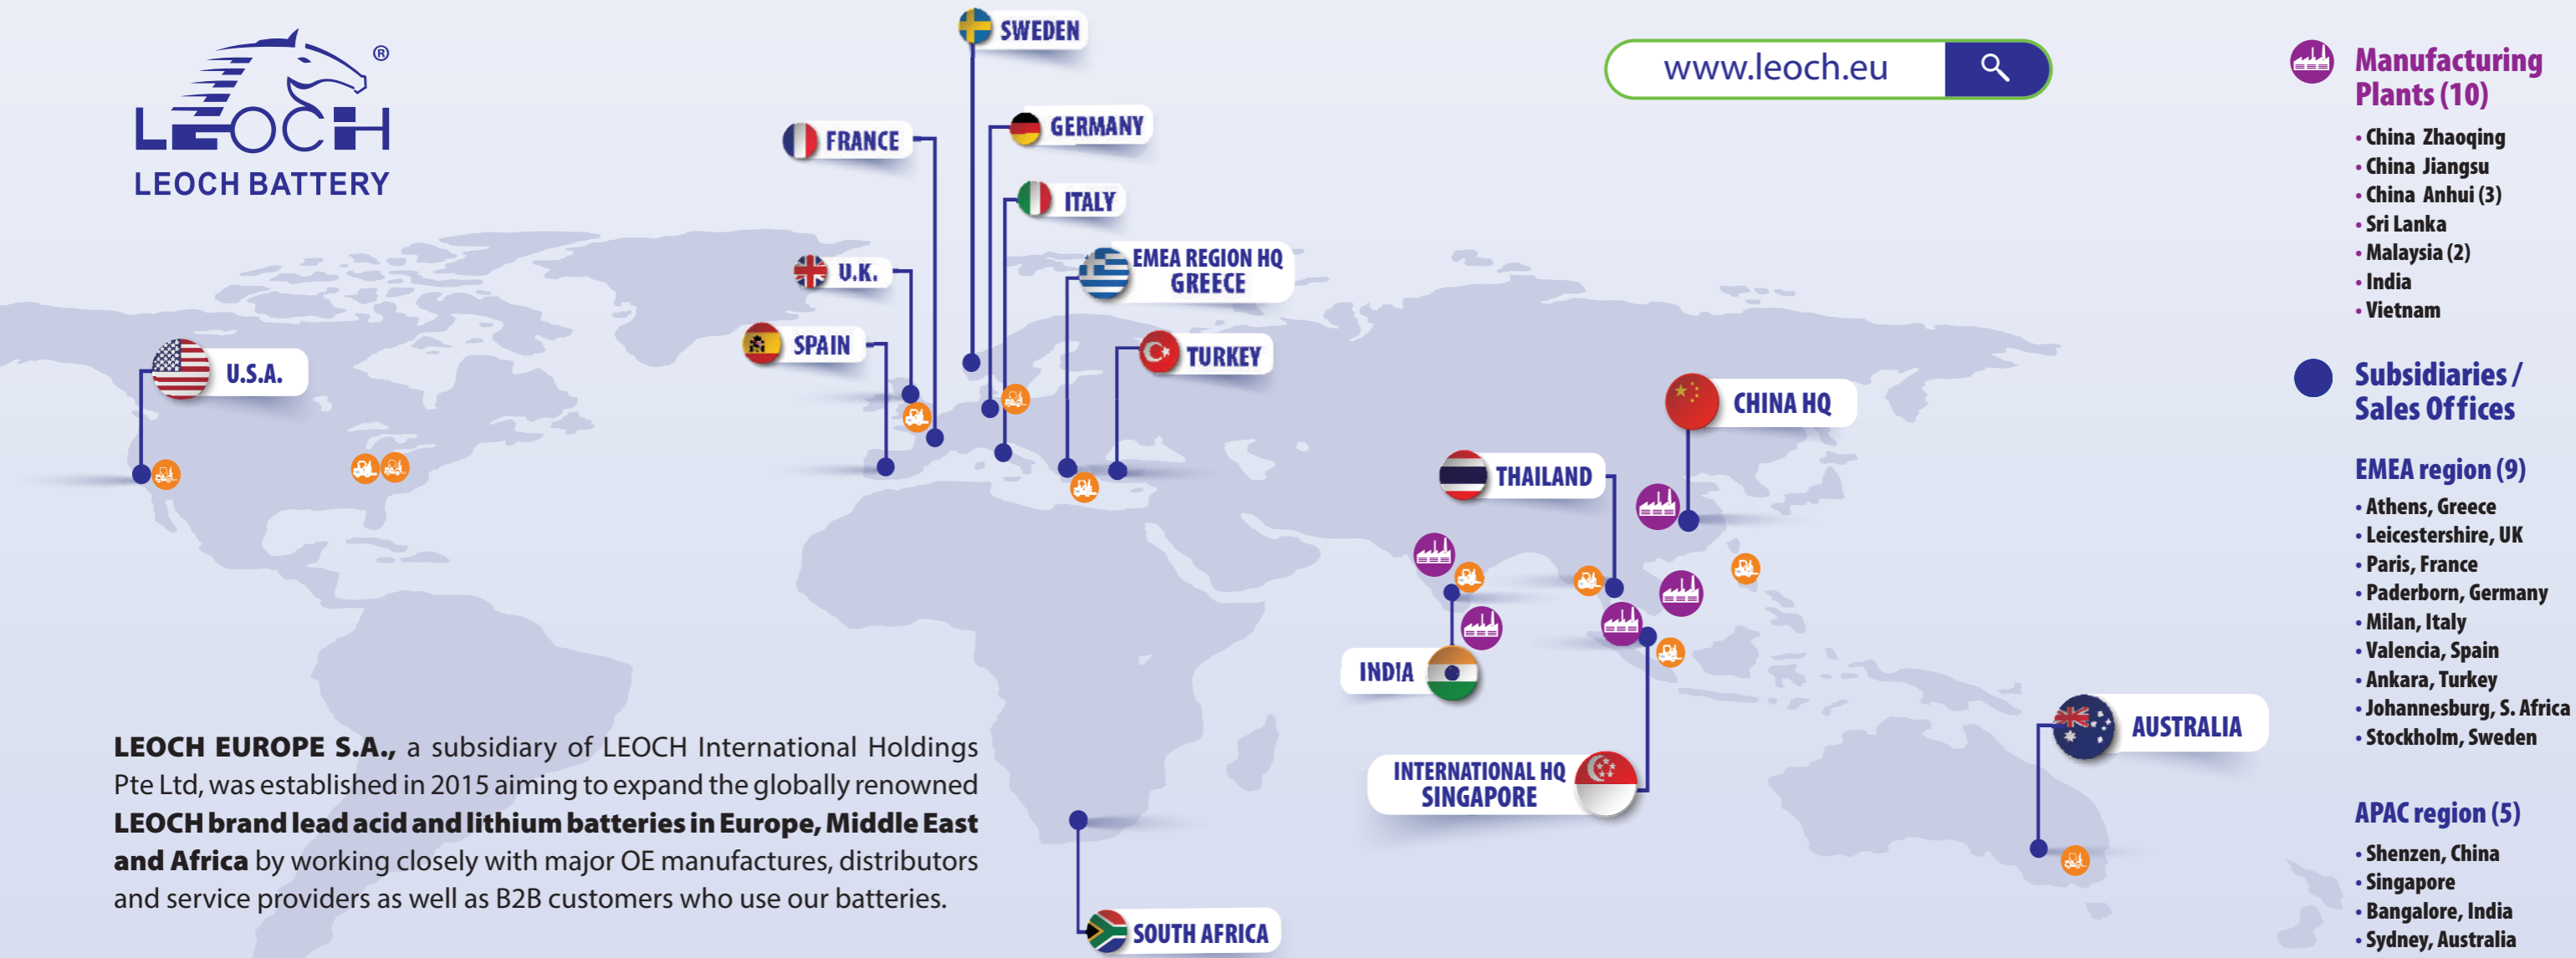 LEOCH ®
LEOCH BATTERY
SWEDEN
FRANCE
GERMANY
ITALY
U.K.
EMEA REGION HQ
GREECE
SPAIN
TURKEY
U.S.A.
CHINA HQ
THAILAND
INDIA
INTERNATIONAL HQ
SINGAPORE
AUSTRALIA
SOUTH AFRICA
www.leoch.eu
LEOCH EUROPE S.A., a subsidiary of LEOCH International Holdings
Pte Ltd, was established in 2015 aiming to expand the globally renowned
LEOCH brand lead acid and lithium batteries in Europe, Middle East
and Africa by working closely with major OE manufactures, distributors
and service providers as well as B2B customers who use our batteries.
Manufacturing
Plants (10)
• China Zhaoqing
• China Jiangsu
• China Anhui (3)
• Sri Lanka
• Malaysia (2)
• India
• Vietnam
Subsidiaries /
Sales Offices
EMEA region (9)
• Athens, Greece
• Leicestershire, UK
• Paris, France
• Paderborn, Germany
• Milan, Italy
• Valencia, Spain
• Ankara, Turkey
• Johannesburg, S. Africa
• Stockholm, Sweden
APAC region (5)
• Shenzen, China
• Singapore
• Bangalore, India
• Sydney, Australia